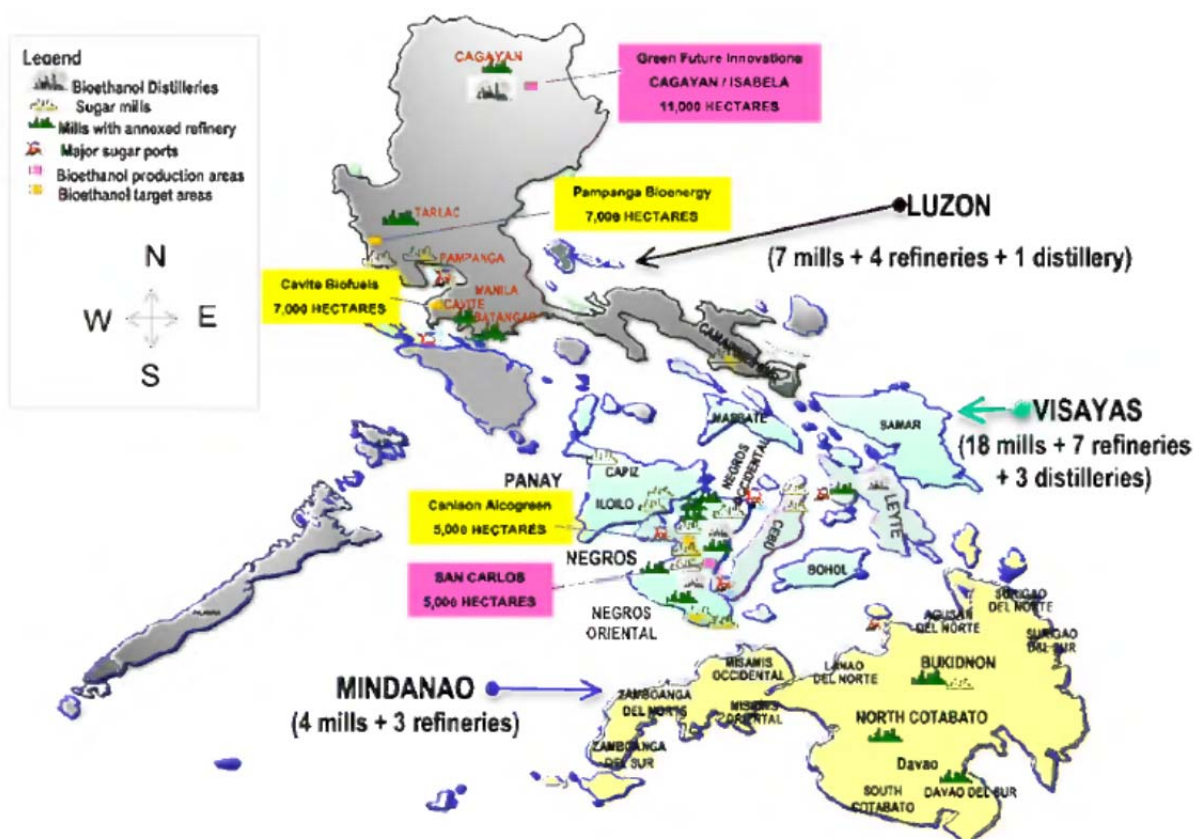 Legend
Bioethanol Distilleries
Sugar mills
Mills with annexed refinery
Major sugar ports
Bioethanol production areas
Bioethanol target areas
N
W
E
S
CAGAYAN
Green Future Innovations
CAGAYAN / ISABELA
11,000 HECTARES
Pampanga Bioenergy
7,000 HECTARES
TARLAC
PAMPANGA
Cavite Biofuels
7,000 HECTARES
MANILA
CAVITE
BATANGAS
LUZON
(7 mills + 4 refineries + 1 distillery)
VISAYAS
(18 mills + 7 refineries
+ 3 distilleries)
MASBATE
SAMAR
NEGROS
OCCIDENTAL
PANAY
CAPIZ
ILOILO
LEYTE
CEBU
BOHOL
Canison Alcogreen
5,000 HECTARES
NEGROS
SAN CARLOS
5,000 HECTARES
NEGROS
ORIENTAL
MINDANAO
(4 mills + 3 refineries)
SURIGAO
DEL NORTE
AGUSAN
DEL NORTE
SURIGAO
DEL SUR
MISAMIS
OCCIDENTAL
LANAO
DEL NORTE
BUKIDNON
ZAMBOANGA
DEL NORTE
ORIENTAL
NORTH COTABATO
ZAMBOANGA
DEL SUR
Davao
DAVAO DEL SUR
SOUTH
COTABATO